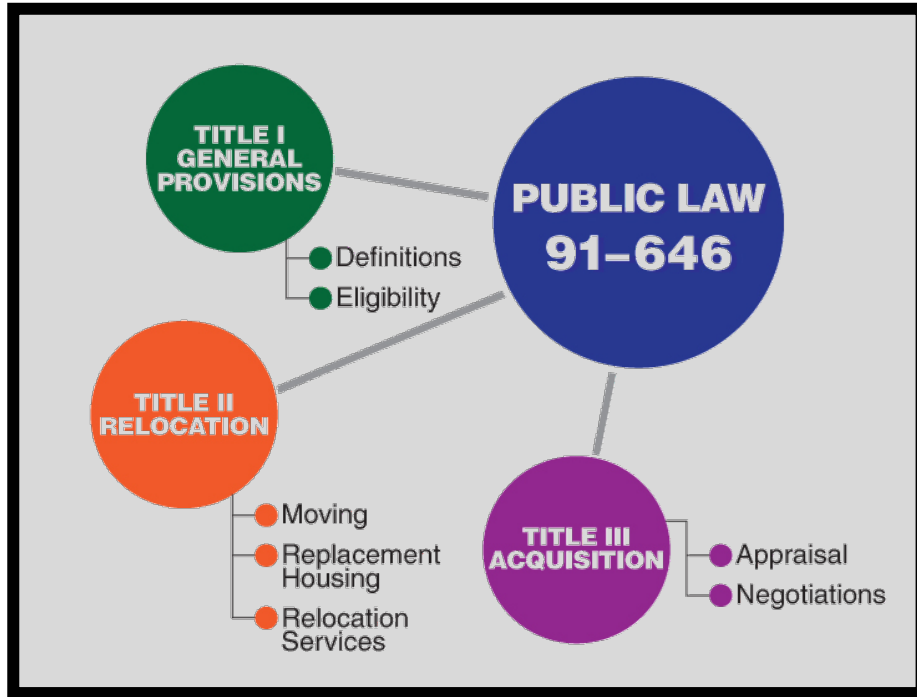 TITLE I
GENERAL
PROVISIONS
PUBLIC LAW
91–646
Definitions
Eligibility
TITLE II
RELOCATION
Moving
Replacement
Housing
Relocation
Services
TITLE III
ACQUISITION
Appraisal
Negotiations